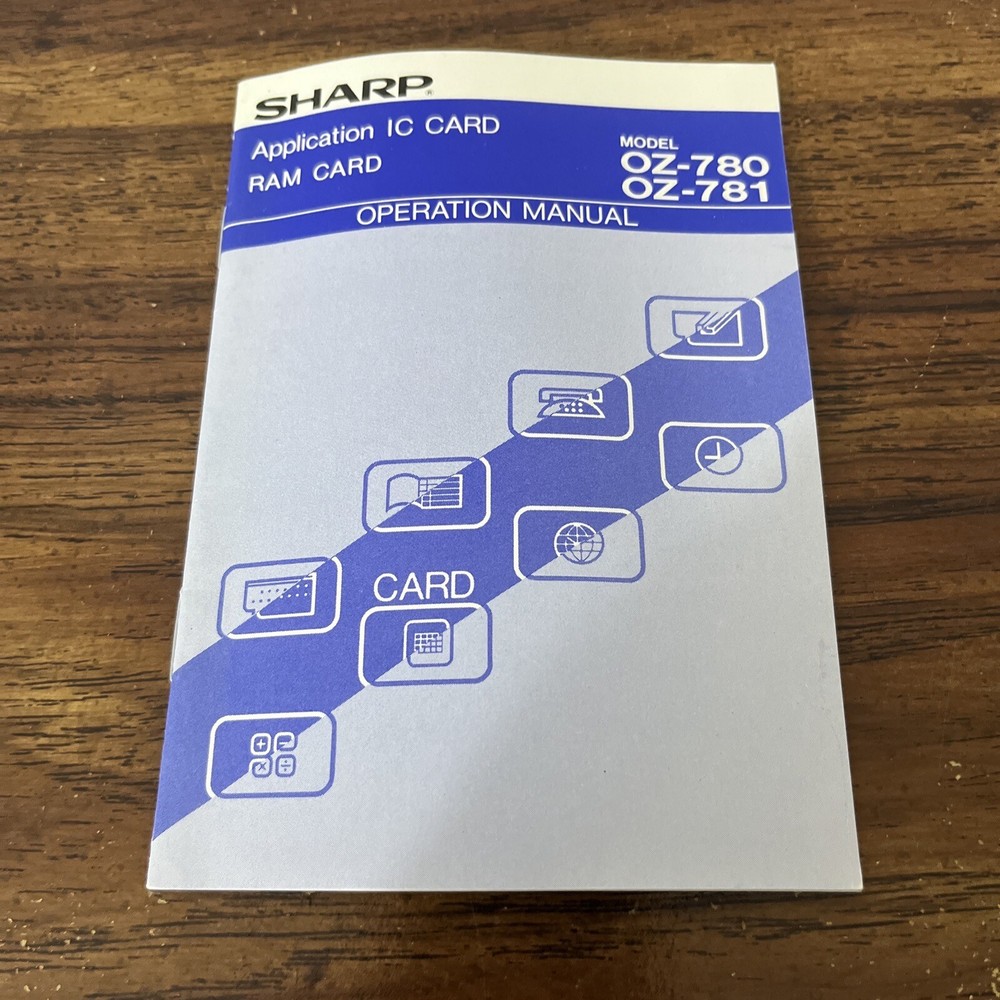 SHARP®
Application IC CARD
RAM CARD
MODEL
OZ-780
OZ-781
OPERATION MANUAL
CARD